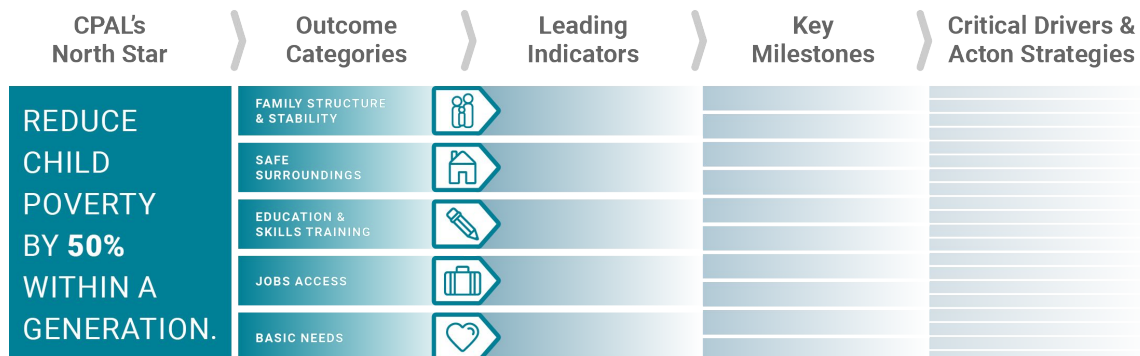 CPAL's
North Star
Outcome
Categories
Leading
Indicators
Key
Milestones
Critical Drivers &
Acton Strategies
REDUCE
CHILD
POVERTY
BY 50%
WITHIN A
GENERATION.
FAMILY STRUCTURE
& STABILITY
SAFE
SURROUNDINGS
EDUCATION &
SKILLS TRAINING
JOBS ACCESS
BASIC NEEDS